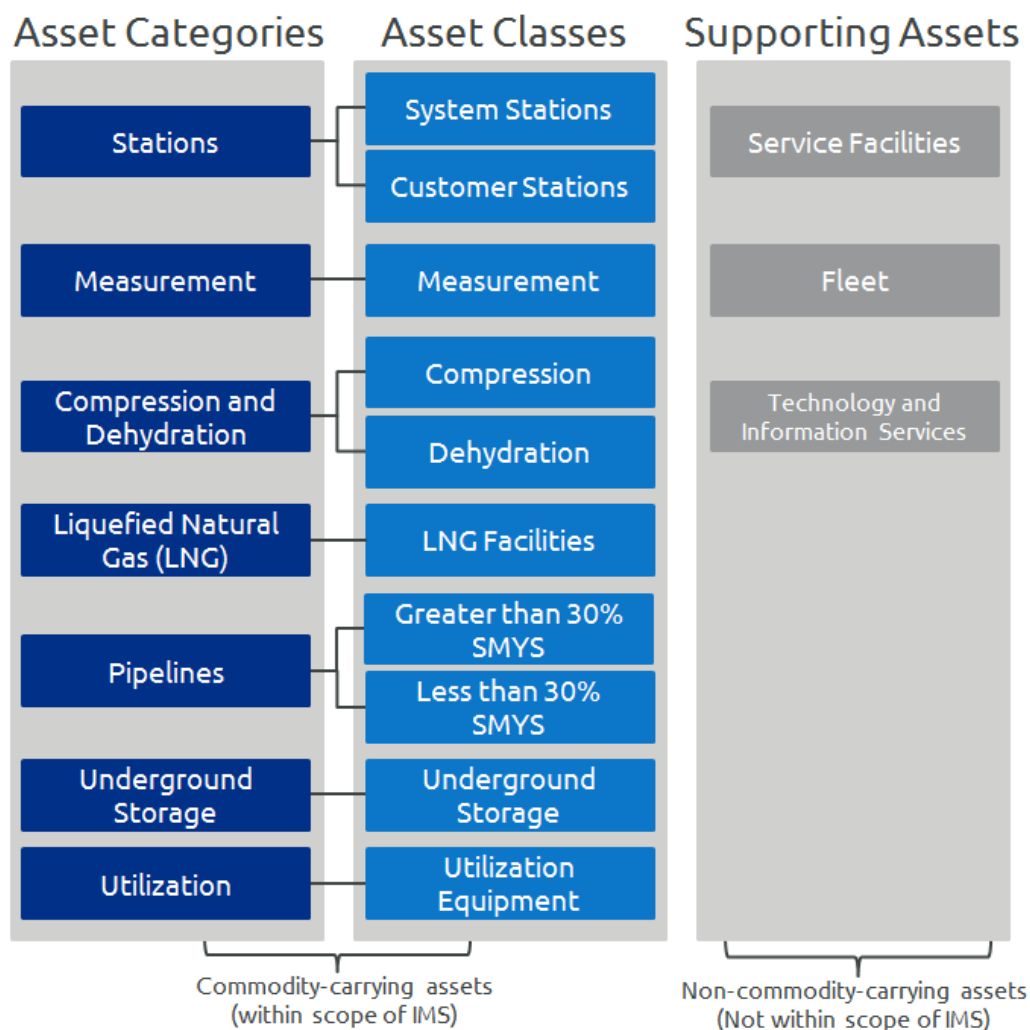 Asset Categories
Stations
Measurement
Compression and
Dehydration
Liquefied Natural
Gas (LNG)
Pipelines
Underground
Storage
Utilization
Asset Classes
System Stations
Customer Stations
Measurement
Compression
Dehydration
LNG Facilities
Greater than 30%
SMYS
Less than 30%
SMYS
Underground
Storage
Utilization
Equipment
Commodity-carrying assets
(within scope of IMS)
Supporting Assets
Service Facilities
Fleet
Technology and
Information Services
Non-commodity-carrying assets
(Not within scope of IMS)